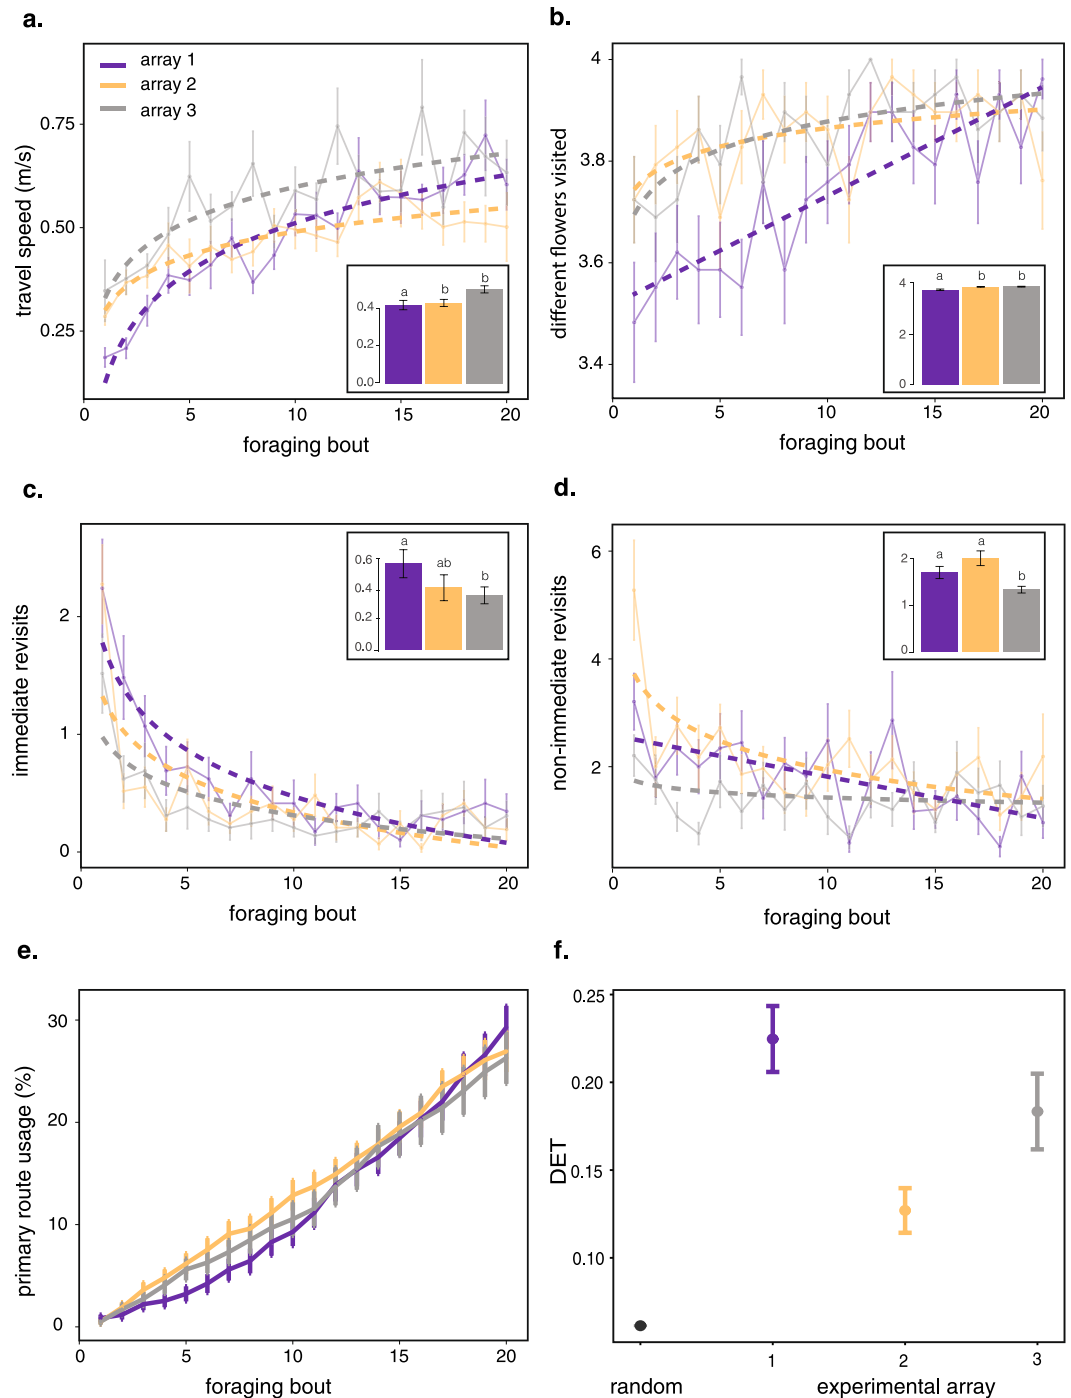 a.
array 1
array 2
array 3
travel speed (m/s)
0.75
0.50
0.25
0 5 10 15 20
foraging bout
0.4
0.2
0.0
a b b
b.
different flowers visited
4
3.8
3.6
3.4
0 5 10 15 20
foraging bout
4
2
0
a b b
c.
immediate revisits
2
1
0
0 5 10 15 20
foraging bout
0.6
0.4
0.2
0.0
a ab b
d.
non-immediate revisits
6
4
2
0 5 10 15 20
foraging bout
2
1
0
a a b
e.
primary route usage (%)
30
20
10
0
0 5 10 15 20
foraging bout
f.
DET
0.25
0.20
0.15
0.10
1 2 3
random experimental array